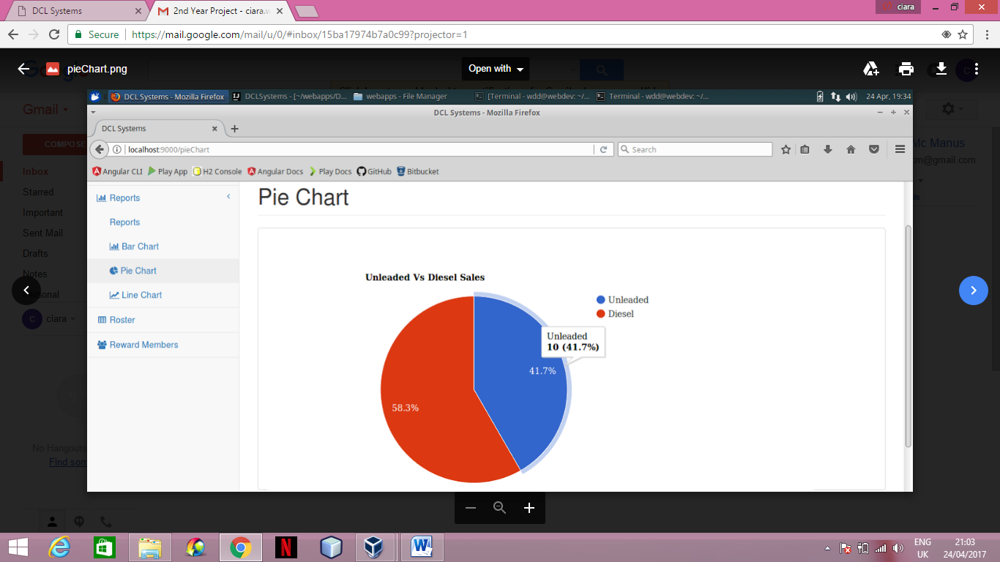 DCL Systems
2nd Year Project - ciara.w
ciara
Secure https://mail.google.com/mail/u/0/#inbox/15ba17974b7a0c99?projector=1
pieChart.png
Open with
DCL Systems - Mozilla Firefox
DCLSystems - [~/webapps/D...
webapps - File Manager
[Terminal - wdd@webdev: ~/...
Terminal - wdd@webdev: ~/...
24 Apr, 19:34
DCL Systems - Mozilla Firefox
DCL Systems
localhost:9000/pieChart
Search
Angular CLI
Play App
H2 Console
Angular Docs
Play Docs
GitHub
Bitbucket
Gmail
COMPOSE
Inbox
Starred
Important
Sent Mail
Drafts
Notes
ciara
No Hangouts
Mc Manus
cm@gmail.com
Reports
Reports
Bar Chart
Pie Chart
Line Chart
Roster
Reward Members
Pie Chart
Unleaded Vs Diesel Sales
Unleaded
Diesel
Unleaded
10 (41.7%)
41.7%
58.3%
ENG
UK
21:03
24/04/2017